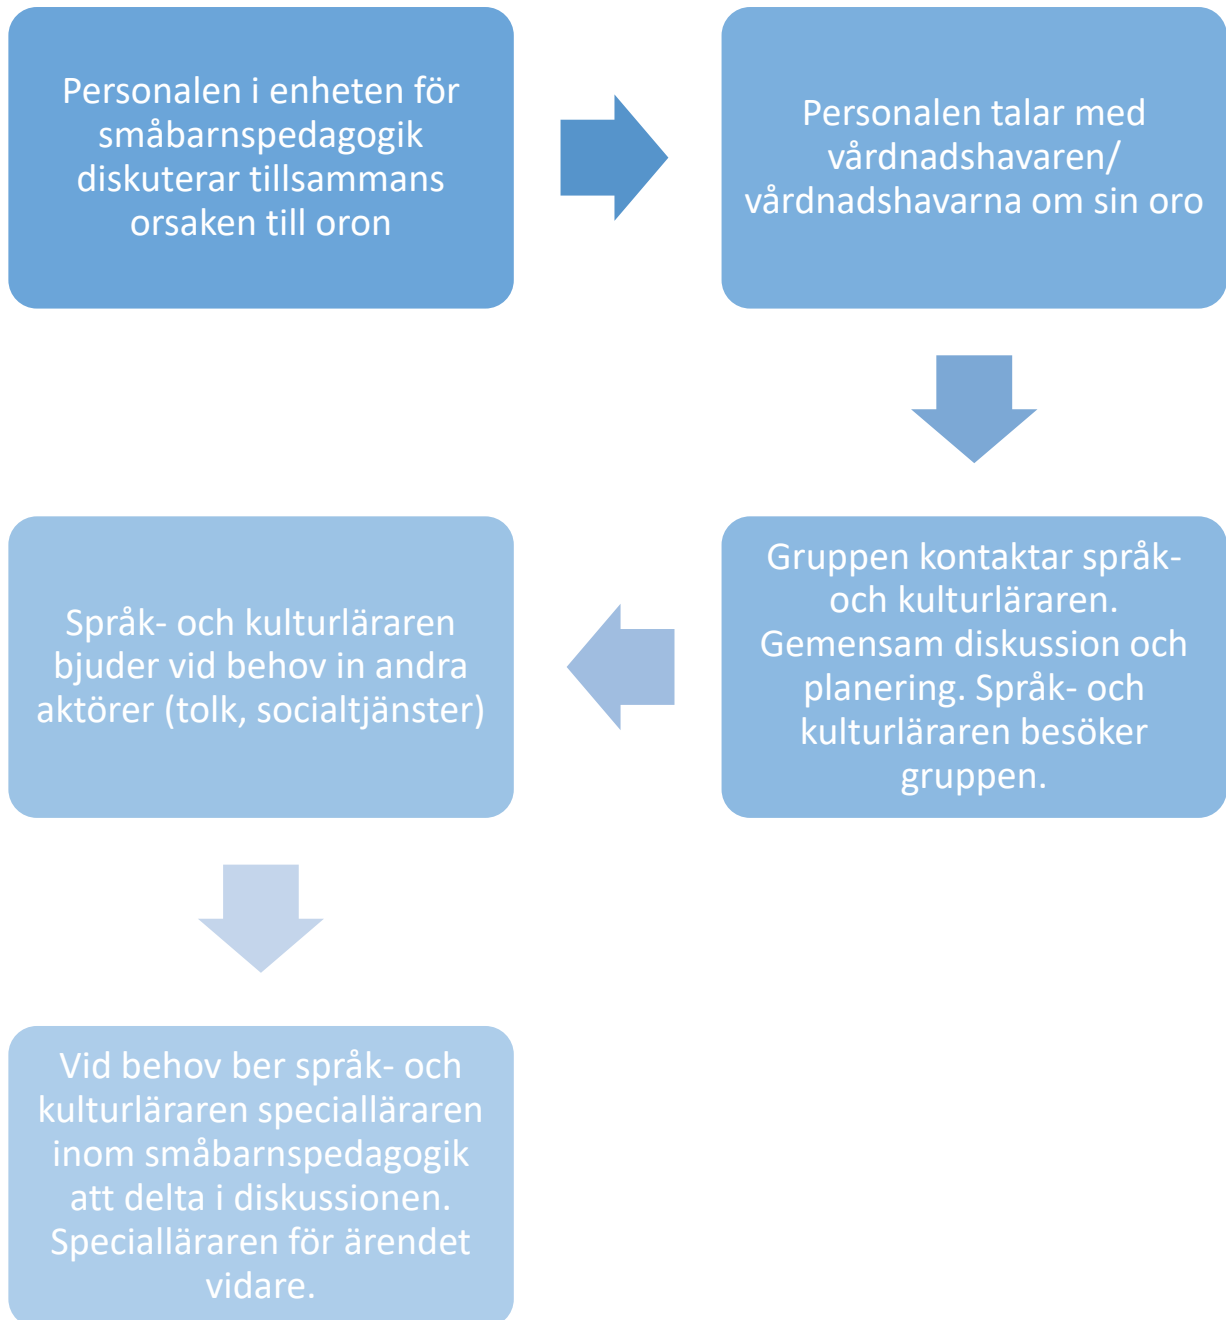 Personalen i enheten för
småbarnspedagogik
diskuterar tillsammans
orsaken till oron
Personalen talar med
vårdnadshavaren/
vårdnadshavarna om sin oro
Gruppen kontaktar språk-
och kulturläraren.
Gemensam diskussion och
planering. Språk- och
kulturläraren besöker
gruppen.
Språk- och kulturläraren
bjuder vid behov in andra
aktörer (tolk, socialtjänster)
Vid behov ber språk- och
kulturläraren specialläraren
inom småbarnspedagogik
att delta i diskussionen.
Specialläraren för ärendet
vidare.